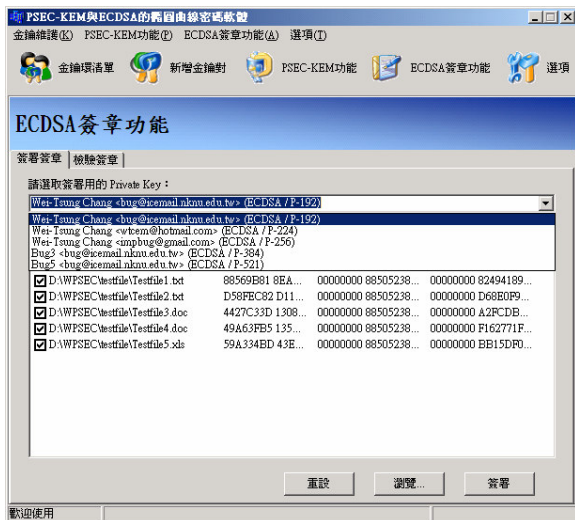 PSEC-KEM與ECDSA的橢圓曲線密碼軟體
金鑰維護(K) PSEC-KEM功能(P) ECDSA簽章功能(A) 選項(I)
金鑰環清單 新增金鑰對 PSEC-KEM功能 ECDSA簽章功能 選項
ECDSA簽章功能
簽署簽章 檢驗簽章
請選取簽署用的 Private Key：
Wei-Tsung Chang <bug@icemail.nknu.edu.tw> (ECDSA / P-192)
Wei-Tsung Chang <bug@icemail.nknu.edu.tw> (ECDSA / P-192)
Wei-Tsung Chang <wtcem@hotmail.com> (ECDSA / P-224)
Wei-Tsung Chang <impbug@gmail.com> (ECDSA / P-256)
Bug3 <bug@icemail.nknu.edu.tw> (ECDSA / P-384)
Bug5 <bug@icemail.nknu.edu.tw> (ECDSA / P-521)
D:\WPSEC\testfile\Testfile1.txt 88569B81 8EA... 00000000 88505238... 00000000 82494189...
D:\WPSEC\testfile\Testfile2.txt D58FEC82 D11... 00000000 88505238... 00000000 D68E0F9...
D:\WPSEC\testfile\Testfile3.doc 4427C33D 1308... 00000000 88505238... 00000000 A2FCDB...
D:\WPSEC\testfile\Testfile4.doc 49A63FB5 135... 00000000 88505238... 00000000 F162771F...
D:\WPSEC\testfile\Testfile5.xls 59A334BD 43E... 00000000 88505238... 00000000 BB15DF0...
重設 瀏覽... 簽署
歡迎使用